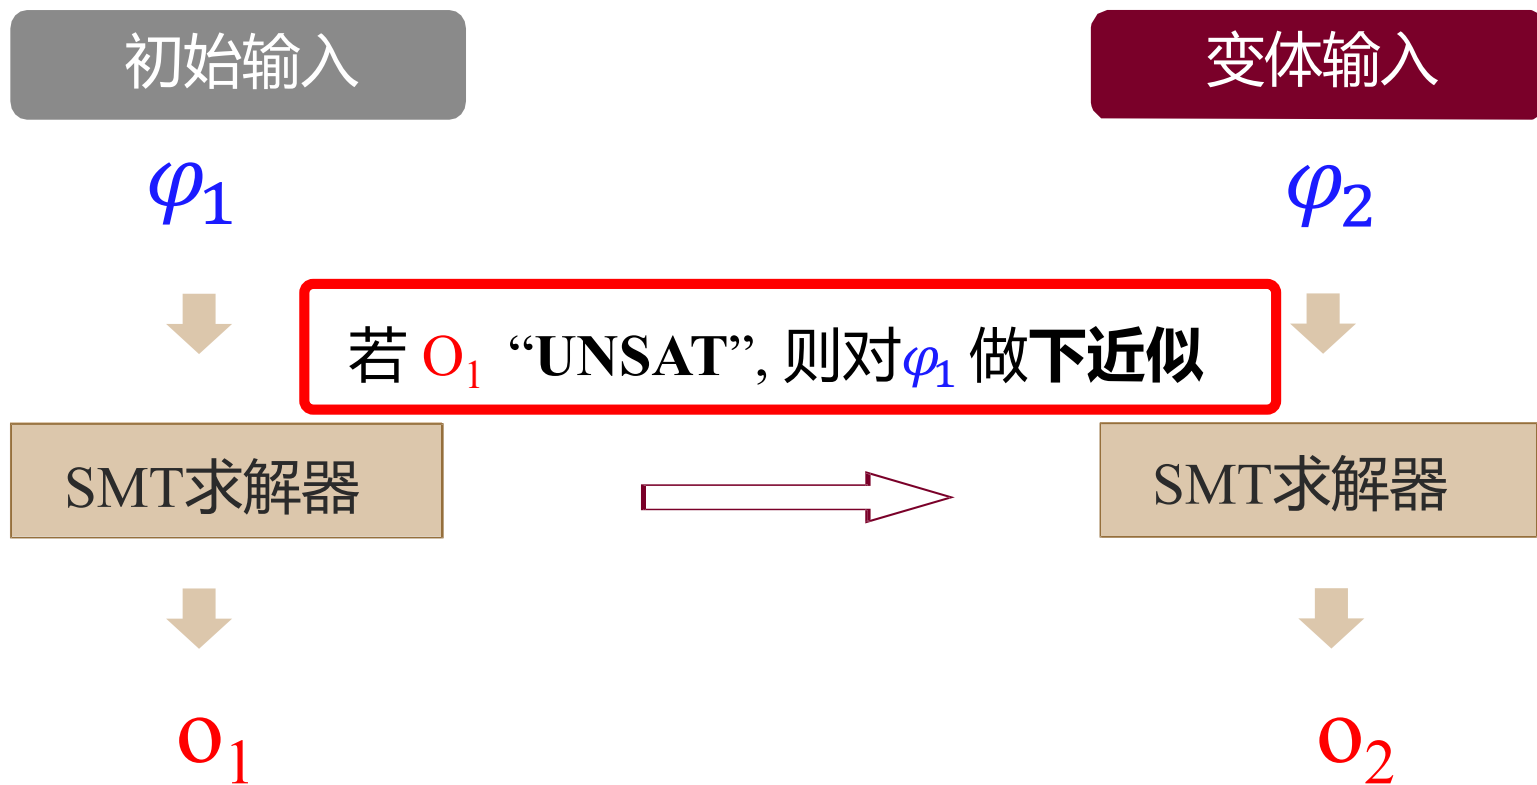 初始输入
变体输入
φ₁
φ₂
若 O₁ “UNSAT”, 则对φ₁ 做下近似
SMT求解器
SMT求解器
o₁
o₂